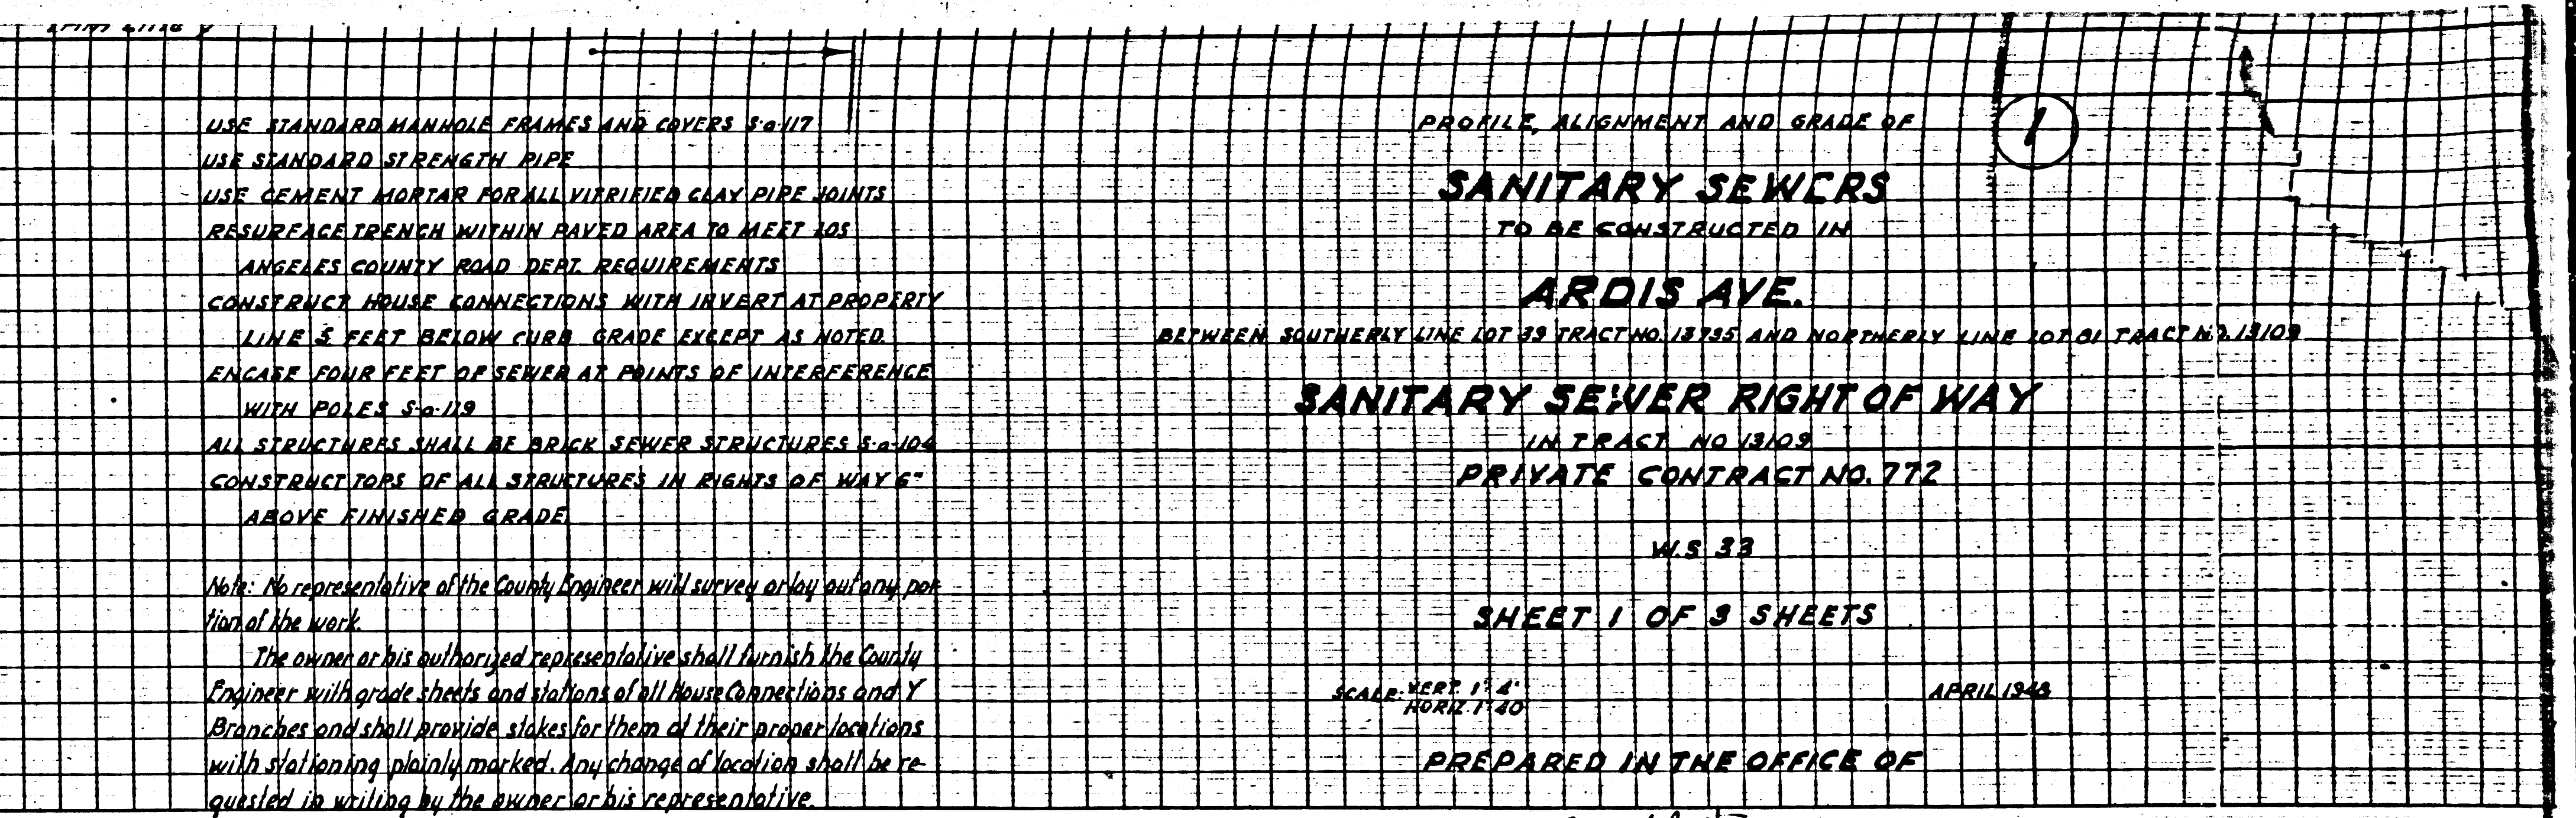 USE STANDARD MANHOLE FRAMES AND COVERS S-a-117
USE STANDARD STRENGTH PIPE
USE CEMENT MORTAR FOR ALL VITRIFIED CLAY PIPE JOINTS
RESURFACE TRENCH WITHIN PAVED AREA TO MEET LOS
ANGELES COUNTY ROAD DEPT. REQUIREMENTS
CONSTRUCT HOUSE CONNECTIONS WITH INVERT AT PROPERTY
LINE 5 FEET BELOW CURB GRADE EXCEPT AS NOTED.
ENCASE FOUR FEET OF SEWER AT POINTS OF INTERFERENCE
WITH POLES S-a-119
ALL STRUCTURES SHALL BE BRICK SEWER STRUCTURES S-a-104
CONSTRUCT TOPS OF ALL STRUCTURES IN RIGHTS OF WAY 6"
ABOVE FINISHED GRADE.
Note: No representative of the County Engineer will survey or lay out any por-
tion of the work.
The owner or his authorized representative shall furnish the County
Engineer with grade sheets and stations of all House Connections and Y
Branches and shall provide stakes for them at their proper locations
with stationing plainly marked. Any change of location shall be re-
quested in writing by the owner or his representative.
PROFILE, ALIGNMENT AND GRADE OF
1
SANITARY SEWERS
TO BE CONSTRUCTED IN
ARDIS AVE.
BETWEEN SOUTHERLY LINE LOT 39 TRACT NO. 13795 AND NORTHERLY LINE LOT 81 TRACT NO. 13109
SANITARY SEWER RIGHT OF WAY
IN TRACT NO 13109
PRIVATE CONTRACT NO. 772
W.S 33
SHEET 1 OF 3 SHEETS
SCALE: VERT. 1"=4'
HORIZ. 1"=40'
APRIL 1948
PREPARED IN THE OFFICE OF